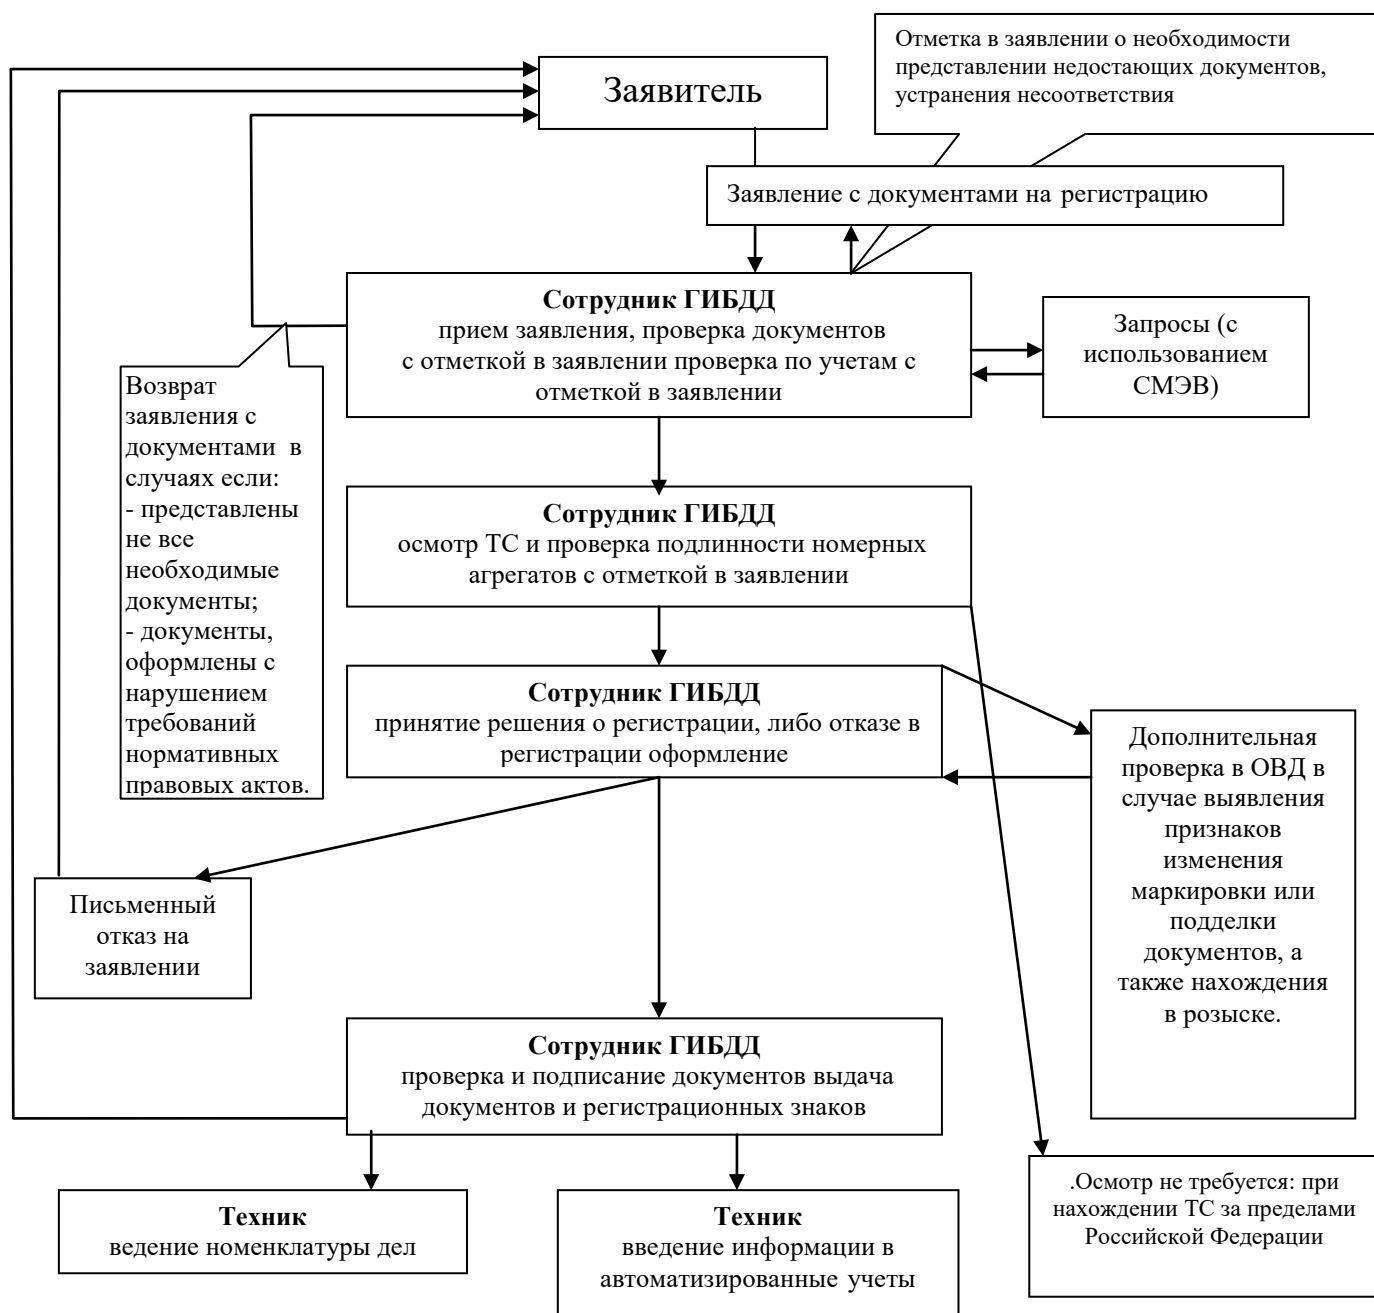 Отметка в заявлении о необходимости
представлении недостающих документов,
устранения несоответствия
Заявитель
Заявление с документами на регистрацию
Сотрудник ГИБДД
прием заявления, проверка документов
с отметкой в заявлении проверка по учетам с
отметкой в заявлении
Запросы (с
использованием
СМЭВ)
Возврат
заявления с
документами в
случаях если:
- представлены
не все
необходимые
документы;
- документы,
оформлены с
нарушением
требований
нормативных
правовых актов.
Сотрудник ГИБДД
осмотр ТС и проверка подлинности номерных
агрегатов с отметкой в заявлении
Сотрудник ГИБДД
принятие решения о регистрации, либо отказе в
регистрации оформление
Дополнительная
проверка в ОВД в
случае выявления
признаков
изменения
маркировки или
подделки
документов, а
также нахождения
в розыске.
Письменный
отказ на
заявлении
Сотрудник ГИБДД
проверка и подписание документов выдача
документов и регистрационных знаков
.Осмотр не требуется: при
нахождении ТС за пределами
Российской Федерации
Техник
ведение номенклатуры дел
Техник
введение информации в
автоматизированные учеты